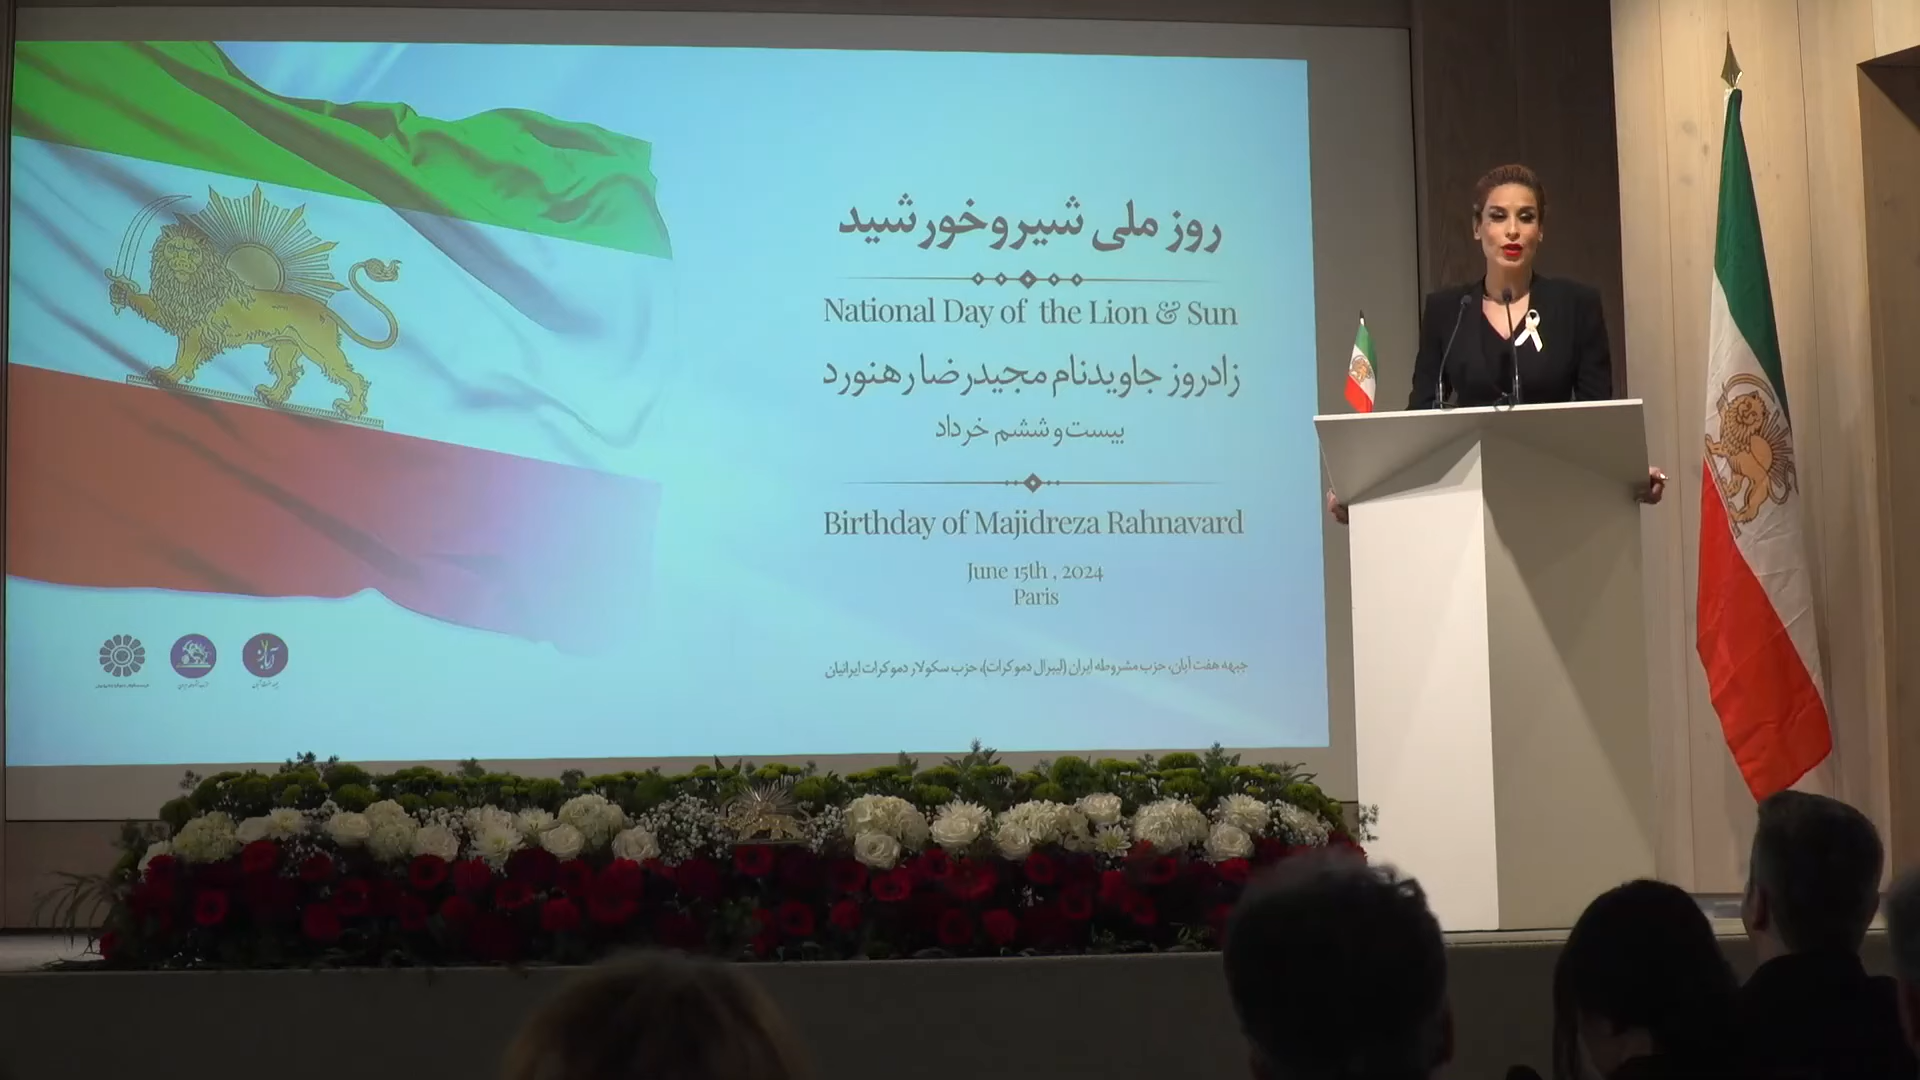 روز ملی شیروخورشید
National Day of the Lion & Sun
زادروز جاویدنام مجیدرضا رهنورد
بیست و ششم خرداد
Birthday of Majidreza Rahnavard
June 15th , 2024
Paris
جبهه هفت آبان، حزب مشروطه ایران (لیبرال دموکرات)، حزب سکولار دموکرات ایرانیان